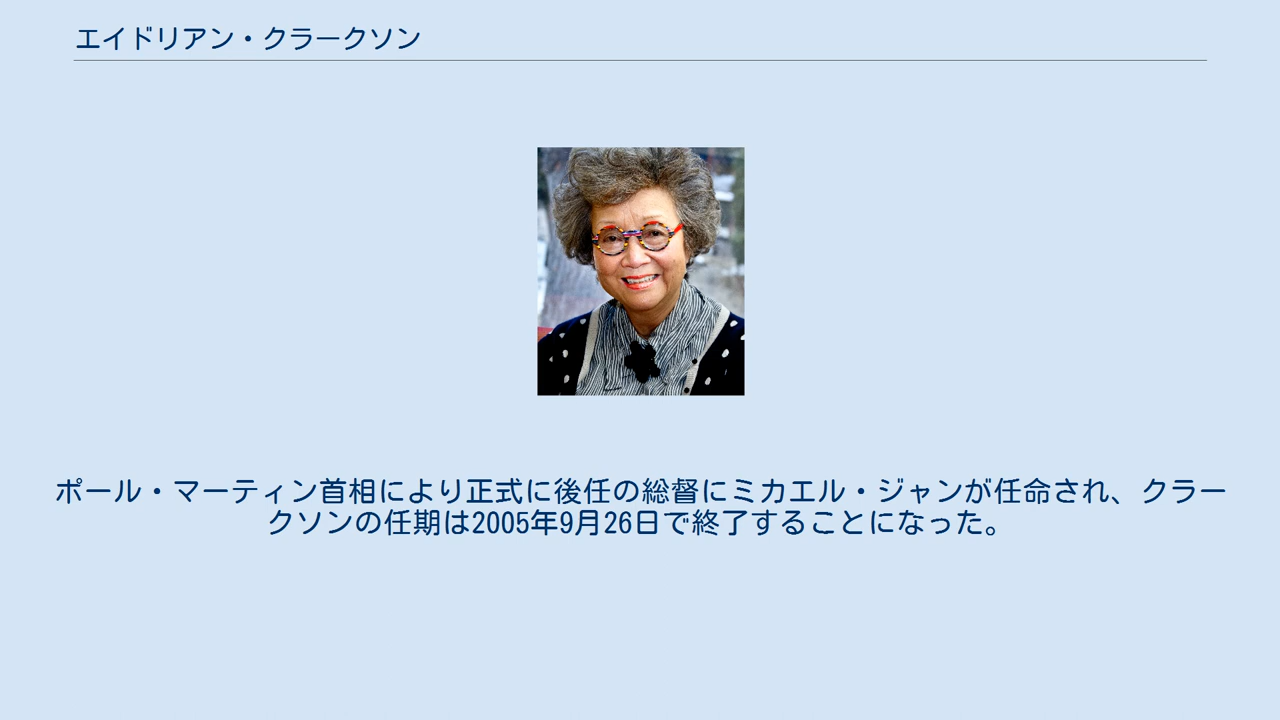 エイドリアン・クラークソン
ポール・マーティン首相により正式に後任の総督にミカエル・ジャンが任命され、クラー
クソンの任期は2005年9月26日で終了することになった。